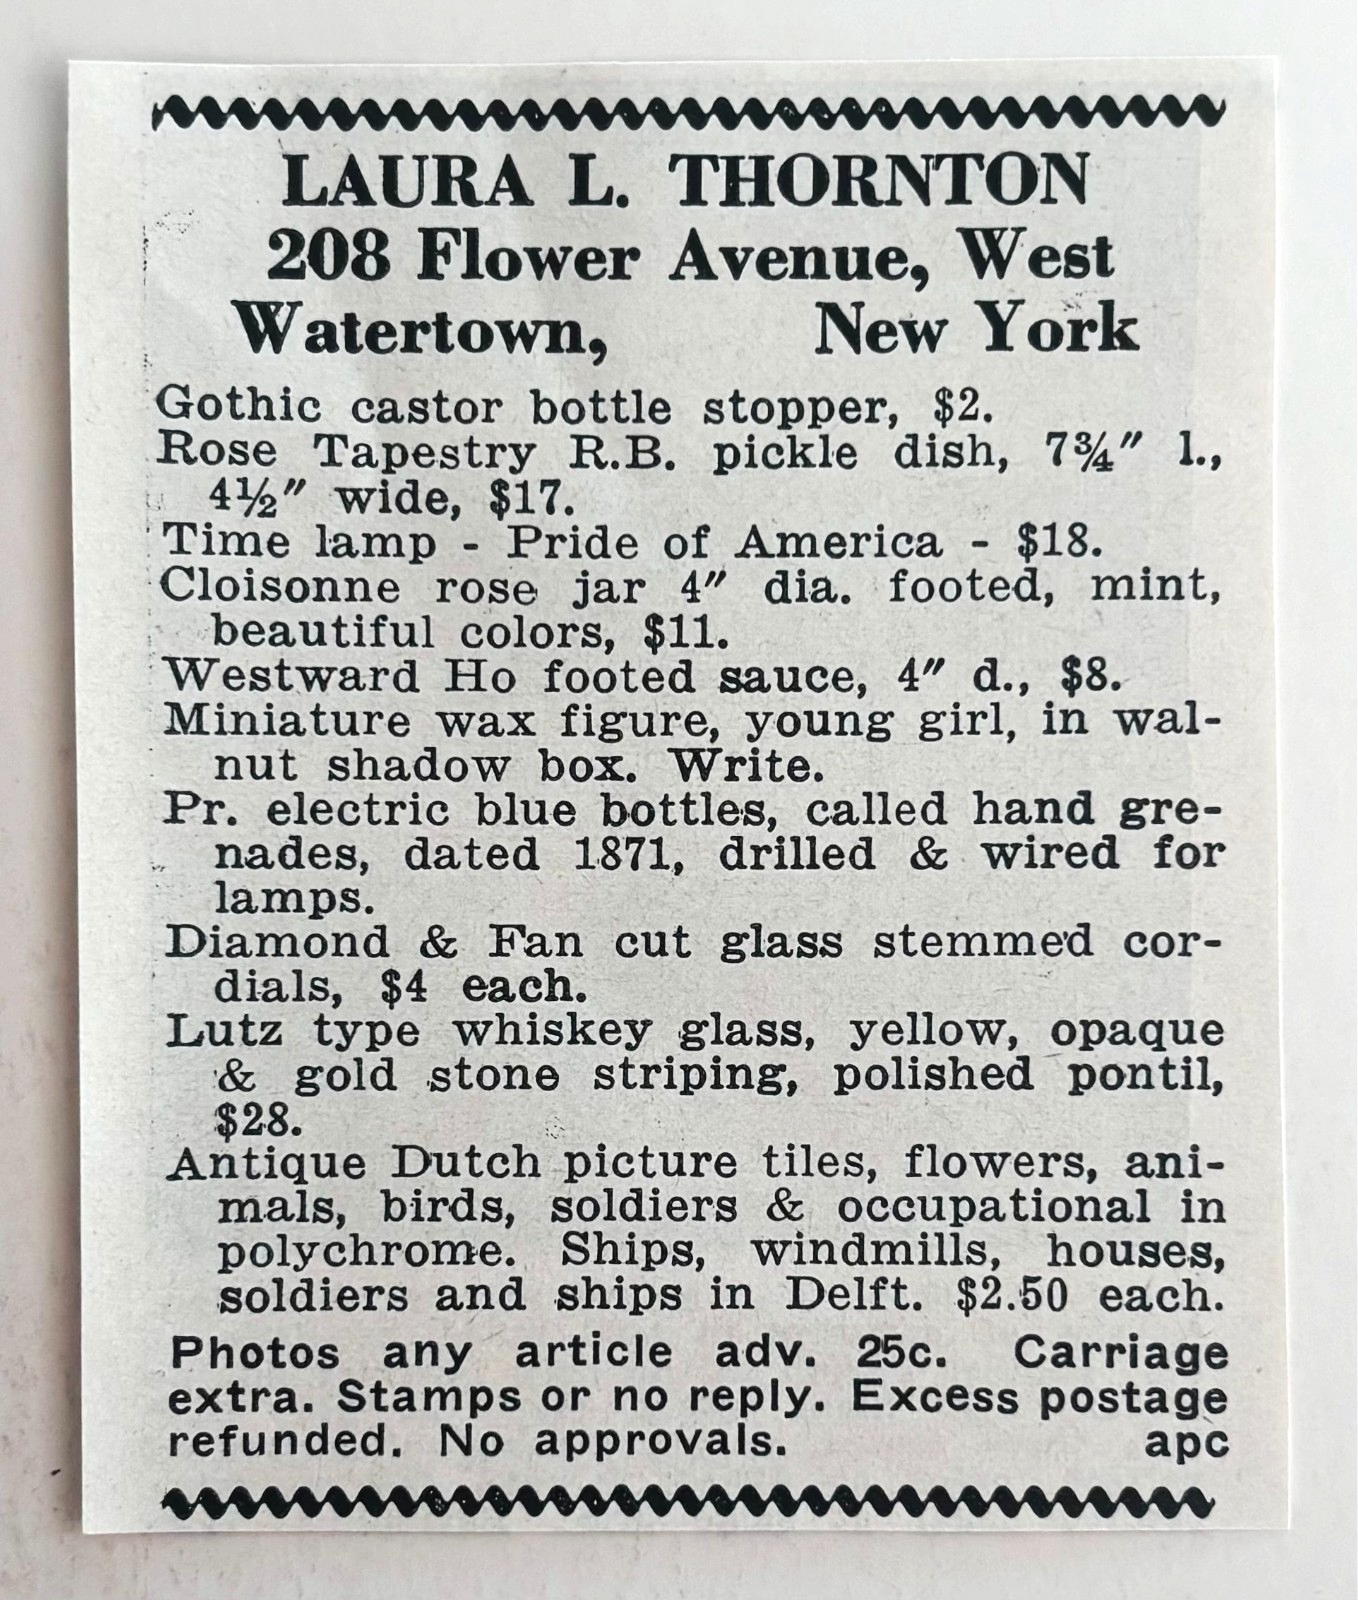 LAURA L. THORNTON
208 Flower Avenue, West
Watertown, New York
Gothic castor bottle stopper, $2.
Rose Tapestry R.B. pickle dish, 7¾″ l.,
4½″ wide, $17.
Time lamp - Pride of America - $18.
Cloisonne rose jar 4″ dia. footed, mint,
beautiful colors, $11.
Westward Ho footed sauce, 4″ d., $8.
Miniature wax figure, young girl, in wal-
nut shadow box. Write.
Pr. electric blue bottles, called hand gre-
nades, dated 1871, drilled & wired for
lamps.
Diamond & Fan cut glass stemmed cor-
dials, $4 each.
Lutz type whiskey glass, yellow, opaque
& gold stone striping, polished pontil,
$28.
Antique Dutch picture tiles, flowers, ani-
mals, birds, soldiers & occupational in
polychrome. Ships, windmills, houses,
soldiers and ships in Delft. $2.50 each.
Photos any article adv. 25c. Carriage
extra. Stamps or no reply. Excess postage
refunded. No approvals. apc